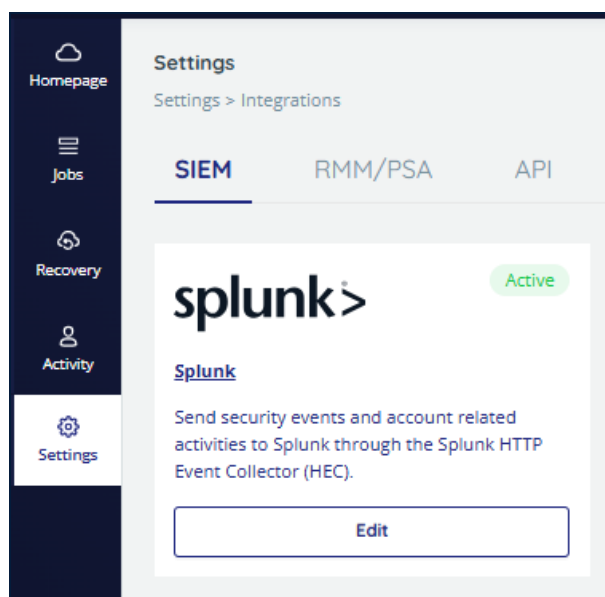 Homepage
Jobs
Recovery
Activity
Settings
Settings
Settings > Integrations
SIEM RMM/PSA API
splunk>
Active
Splunk
Send security events and account related
activities to Splunk through the Splunk HTTP
Event Collector (HEC).
Edit